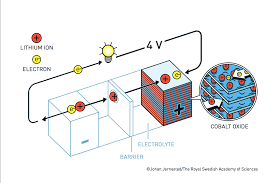 LITHIUM ION
ELECTRON
4 V
ELECTROLYTE
BARRIER
COBALT OXIDE
©Johan Jarnestad/The Royal Swedish Academy of Sciences